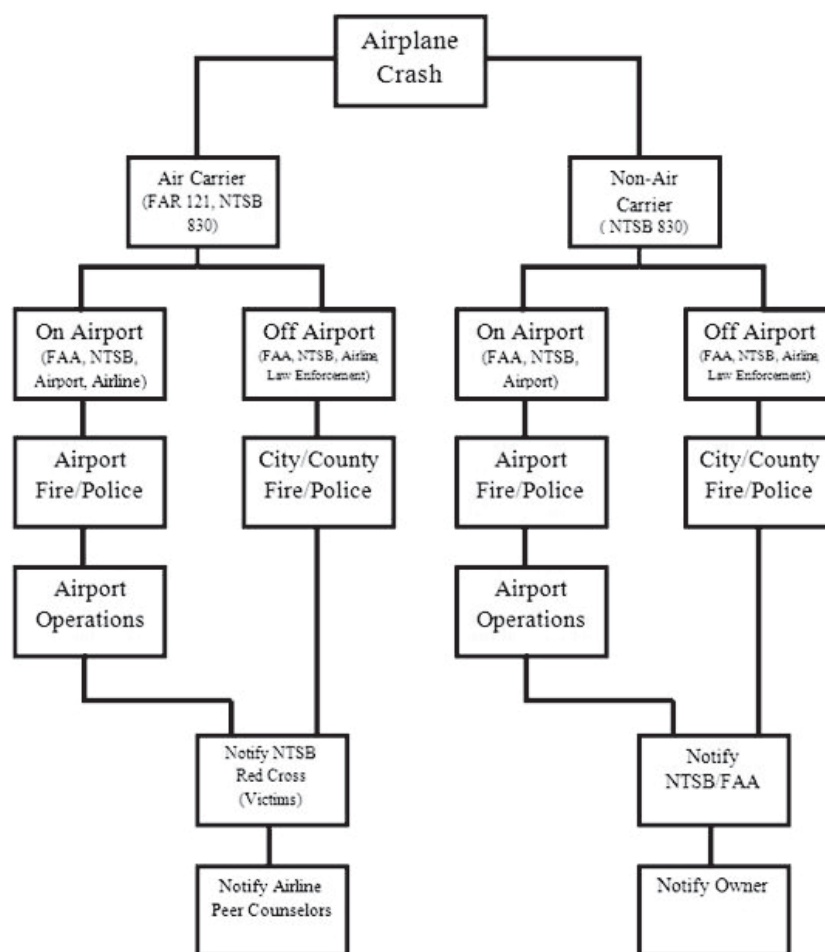 Airplane
Crash
Air Carrier
(FAR 121, NTSB
830)
Non-Air
Carrier
( NTSB 830)
On Airport
(FAA, NTSB,
Airport, Airline)
Off Airport
(FAA, NTSB, Airline,
Law Enforcement)
On Airport
(FAA, NTSB,
Airport)
Off Airport
(FAA, NTSB, Airline,
Law Enforcement)
Airport
Fire/Police
City/County
Fire/Police
Airport
Fire/Police
City/County
Fire/Police
Airport
Operations
Airport
Operations
Notify NTSB
Red Cross
(Victims)
Notify
NTSB/FAA
Notify Airline
Peer Counselors
Notify Owner